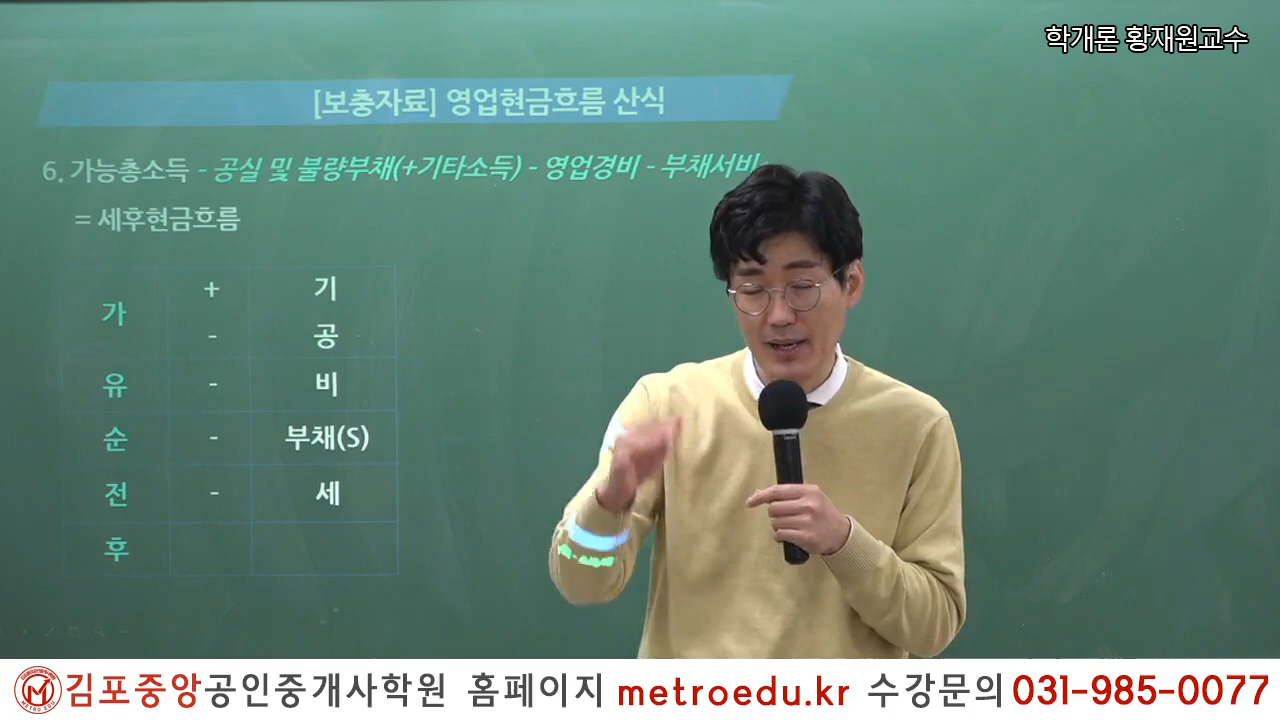 학개론 황재원교수
[보충자료] 영업현금흐름 산식
6. 가능총소득 - 공실 및 불량부채(+기타소득) - 영업경비 - 부채서비
= 세후현금흐름
가 + 기
- 공
유 - 비
순 - 부채(S)
전 - 세
후
김포중앙공인중개사학원 홈페이지 metroedu.kr 수강문의 031-985-0077